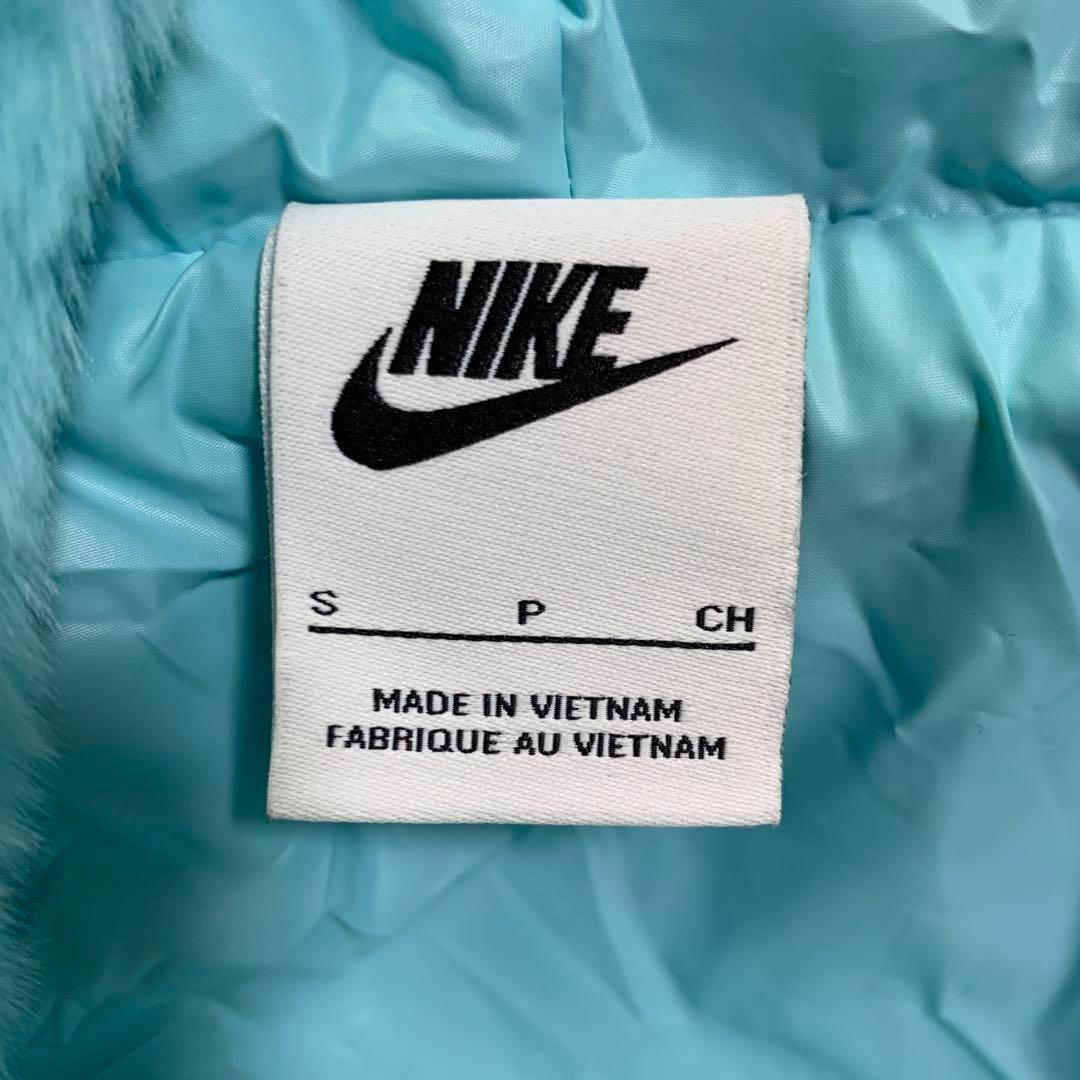 NIKE
S P CH
MADE IN VIETNAM
FABRIQUE AU VIETNAM